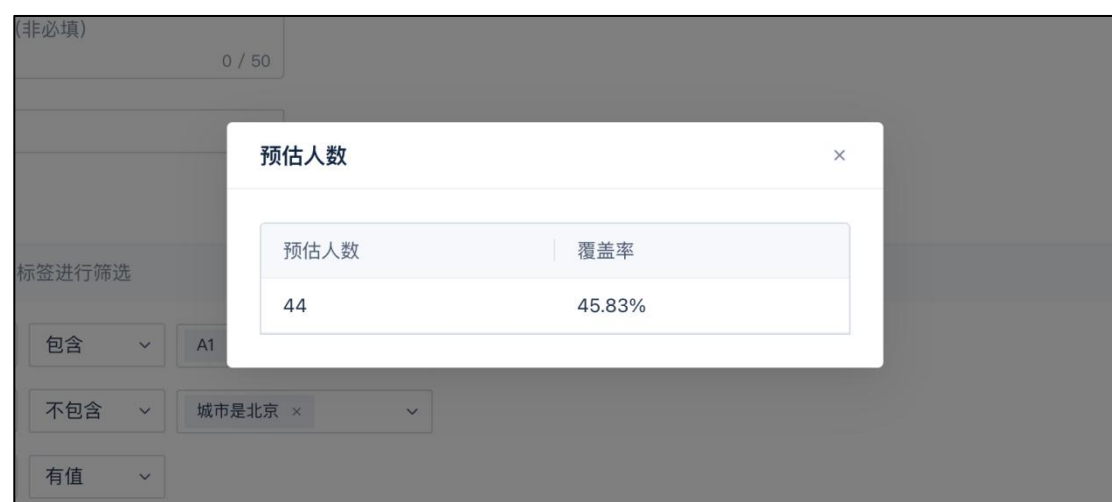 (非必填)
0 / 50
预估人数 ×
预估人数 覆盖率
44 45.83%
标签进行筛选
包含 A1
不包含 城市是北京 ×
有值